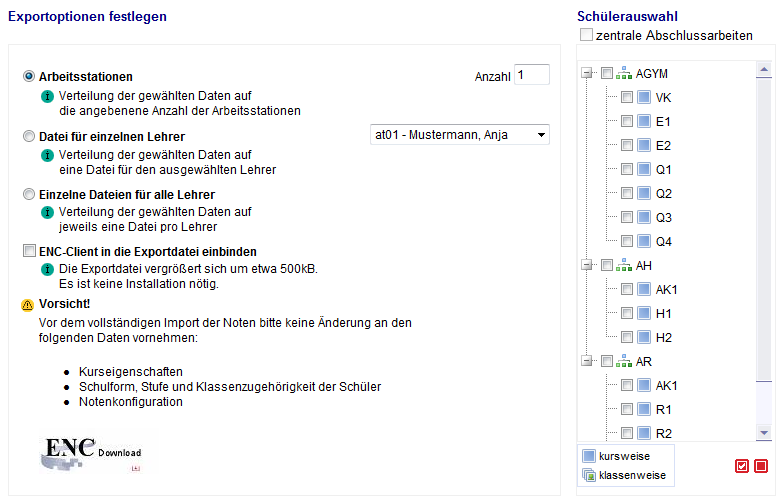 Exportoptionen festlegen
Arbeitsstationen
Anzahl 1
Verteilung der gewählten Daten auf
die angebenene Anzahl der Arbeitsstationen
Datei für einzelnen Lehrer
at01 - Mustermann, Anja
Verteilung der gewählten Daten auf
eine Datei für den ausgewählten Lehrer
Einzelne Dateien für alle Lehrer
Verteilung der gewählten Daten auf
jeweils eine Datei pro Lehrer
ENC-Client in die Exportdatei einbinden
Die Exportdatei vergrößert sich um etwa 500kB.
Es ist keine Installation nötig.
Vorsicht!
Vor dem vollständigen Import der Noten bitte keine Änderung an den
folgenden Daten vornehmen:
● Kurseigenschaften
● Schulform, Stufe und Klassenzugehörigkeit der Schüler
● Notenkonfiguration
ENC Download
Schülerauswahl
zentrale Abschlussarbeiten
AGYM
VK
E1
E2
Q1
Q2
Q3
Q4
AH
AK1
H1
H2
AR
AK1
R1
R2
kursweise
klassenweise